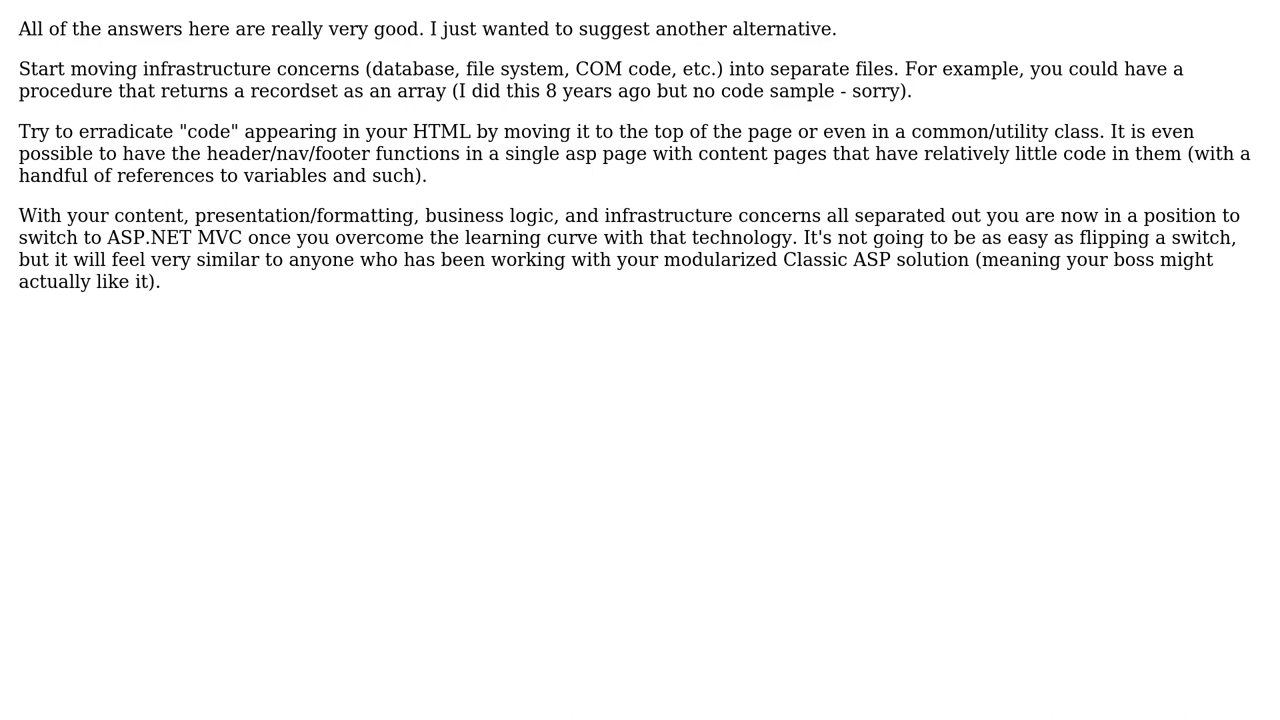 All of the answers here are really very good. I just wanted to suggest another alternative.
Start moving infrastructure concerns (database, file system, COM code, etc.) into separate files. For example, you could have a
procedure that returns a recordset as an array (I did this 8 years ago but no code sample - sorry).
Try to erradicate "code" appearing in your HTML by moving it to the top of the page or even in a common/utility class. It is even
possible to have the header/nav/footer functions in a single asp page with content pages that have relatively little code in them (with a
handful of references to variables and such).
With your content, presentation/formatting, business logic, and infrastructure concerns all separated out you are now in a position to
switch to ASP.NET MVC once you overcome the learning curve with that technology. It's not going to be as easy as flipping a switch,
but it will feel very similar to anyone who has been working with your modularized Classic ASP solution (meaning your boss might
actually like it).